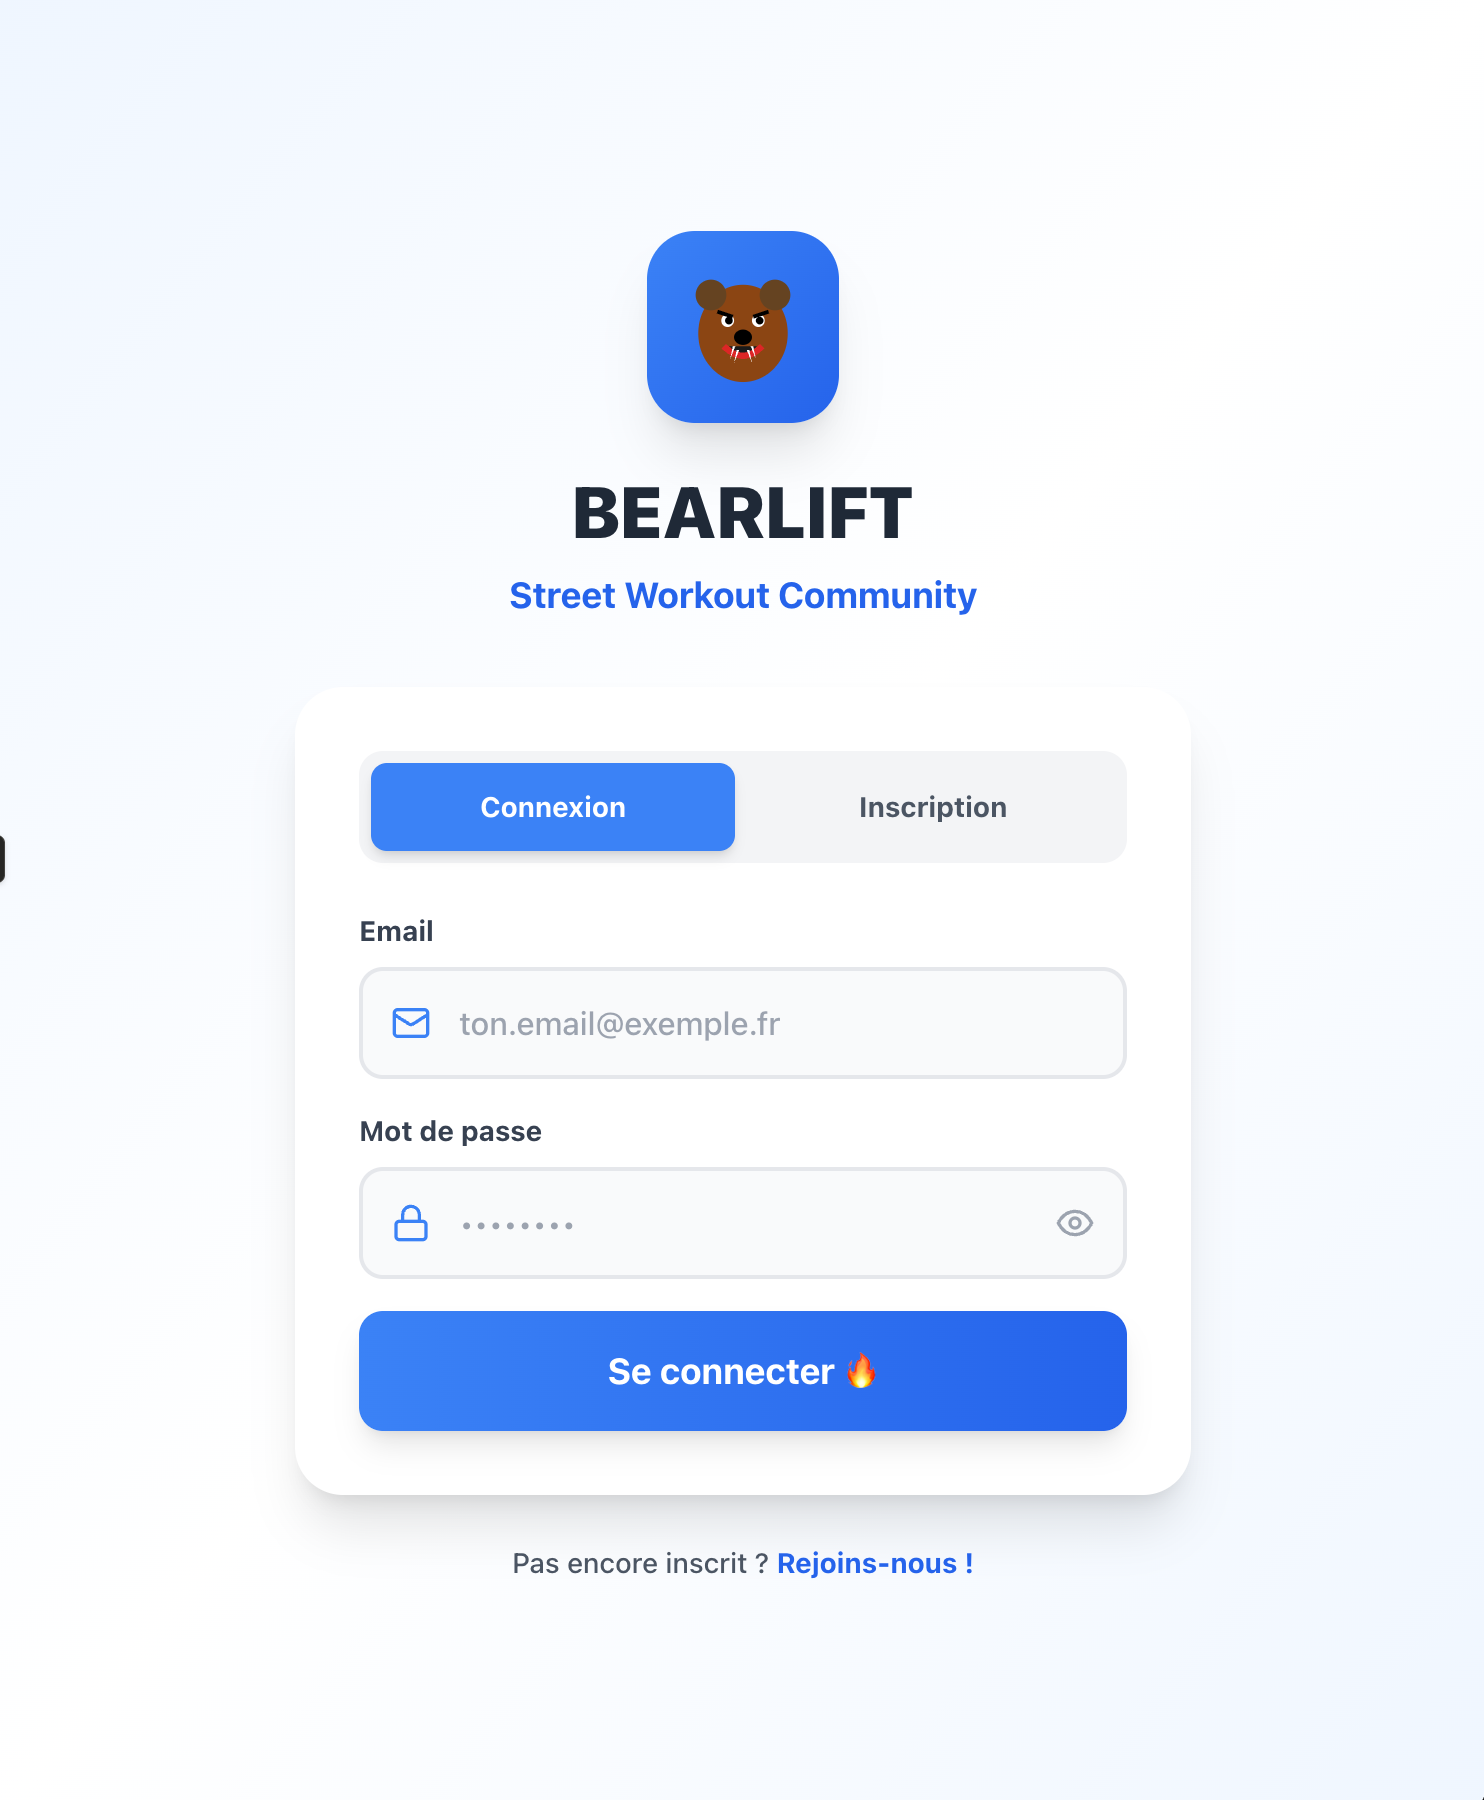 BEARLIFT
Street Workout Community
Connexion
Inscription
Email
ton.email@exemple.fr
Mot de passe
••••••••
Se connecter 🔥
Pas encore inscrit ? Rejoins-nous !